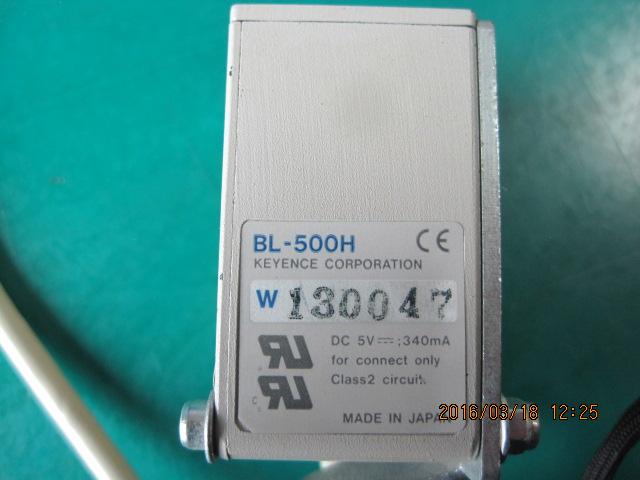 BL-500H CE
KEYENCE CORPORATION
W 130047
DC 5V⎓;340mA
for connect only
Class2 circuit.
MADE IN JAPAN
2016/03/18 12:25